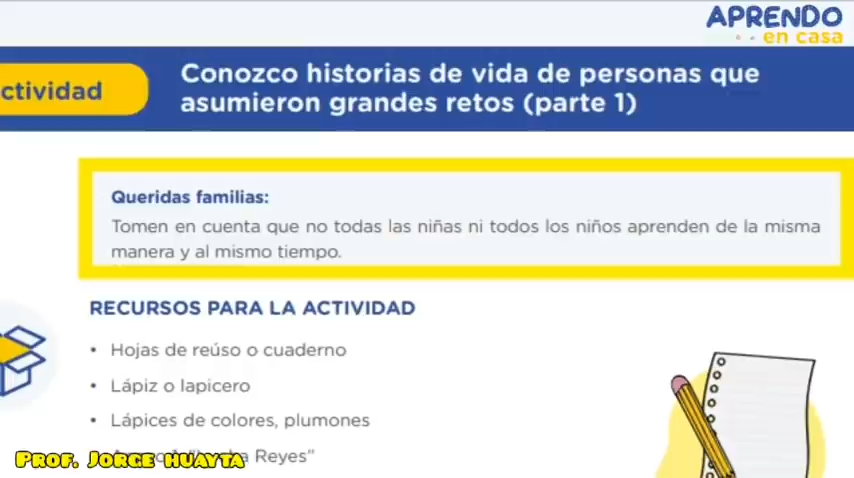 APRENDO
en casa
ctividad
Conozco historias de vida de personas que
asumieron grandes retos (parte 1)
Queridas familias:
Tomen en cuenta que no todas las niñas ni todos los niños aprenden de la misma
manera y al mismo tiempo.
RECURSOS PARA LA ACTIVIDAD
• Hojas de reúso o cuaderno
• Lápiz o lapicero
• Lápices de colores, plumones
Reyes”
Prof. Jorge huayta